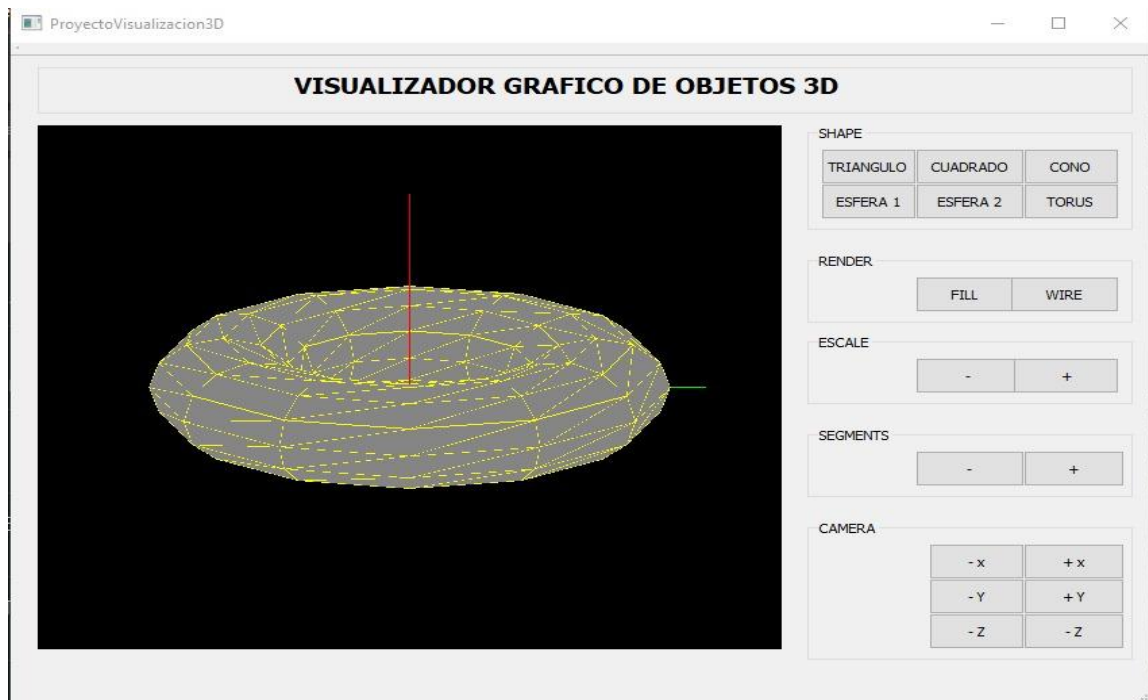 ProyectoVisualizacion3D
VISUALIZADOR GRAFICO DE OBJETOS 3D
SHAPE
TRIANGULO CUADRADO CONO
ESFERA 1 ESFERA 2 TORUS
RENDER
FILL WIRE
ESCALE
- +
SEGMENTS
- +
CAMERA
- x + x
- Y + Y
- Z - Z